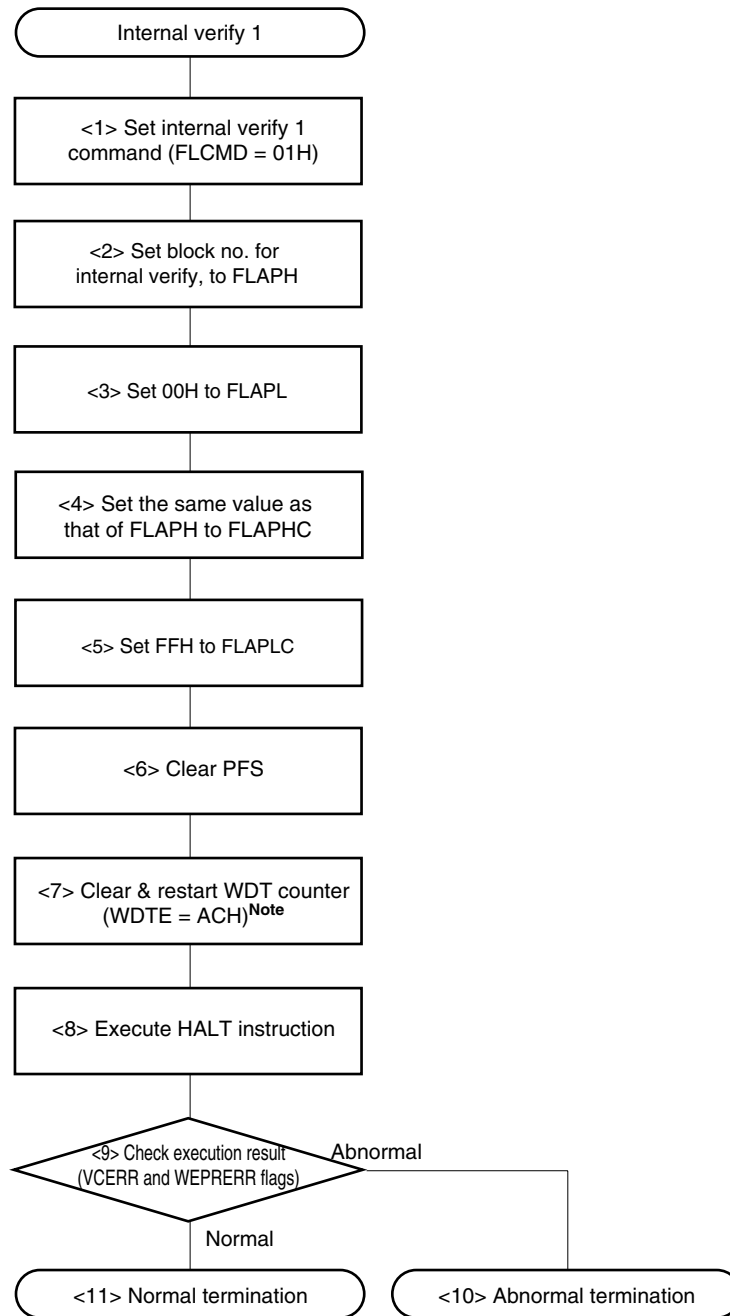 Internal verify 1
<1> Set internal verify 1
command (FLCMD = 01H)
<2> Set block no. for
internal verify, to FLAPH
<3> Set 00H to FLAPL
<4> Set the same value as
that of FLAPH to FLAPHC
<5> Set FFH to FLAPLC
<6> Clear PFS
<7> Clear & restart WDT counter
(WDTE = ACH)Note
<8> Execute HALT instruction
<9> Check execution result
(VCERR and WEPRERR flags)
Abnormal
Normal
<11> Normal termination
<10> Abnormal termination